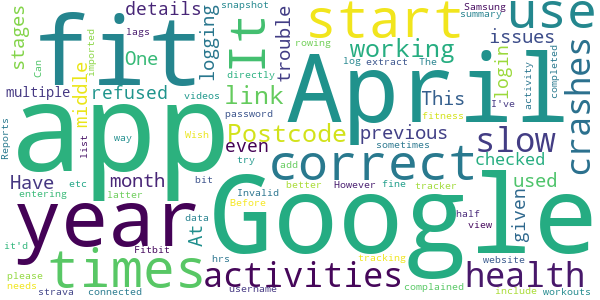 details
snapshot
Samsung
summary
start
use
stages
fit
lags
logging
It
trouble
rowing
issues
imported
One
working
Can
log
extract
The
login
crashes
multiple
refused
videos
directly
April
activity
completed
app
middle
link
This
I've
password
fitness
Postcode
previous
Reports
list
way
Wish
even
sometimes
slow
correct
checked
Have
month
bit
try
add
etc
Invalid
better
However
fine
tracker
used
entering
latter
Before
year
Google
At
data
given
half
view
it'd
Fitbit
hrs
tracking
website
times
activities
health
please
needs
complained
include
workouts
strava
connected
username